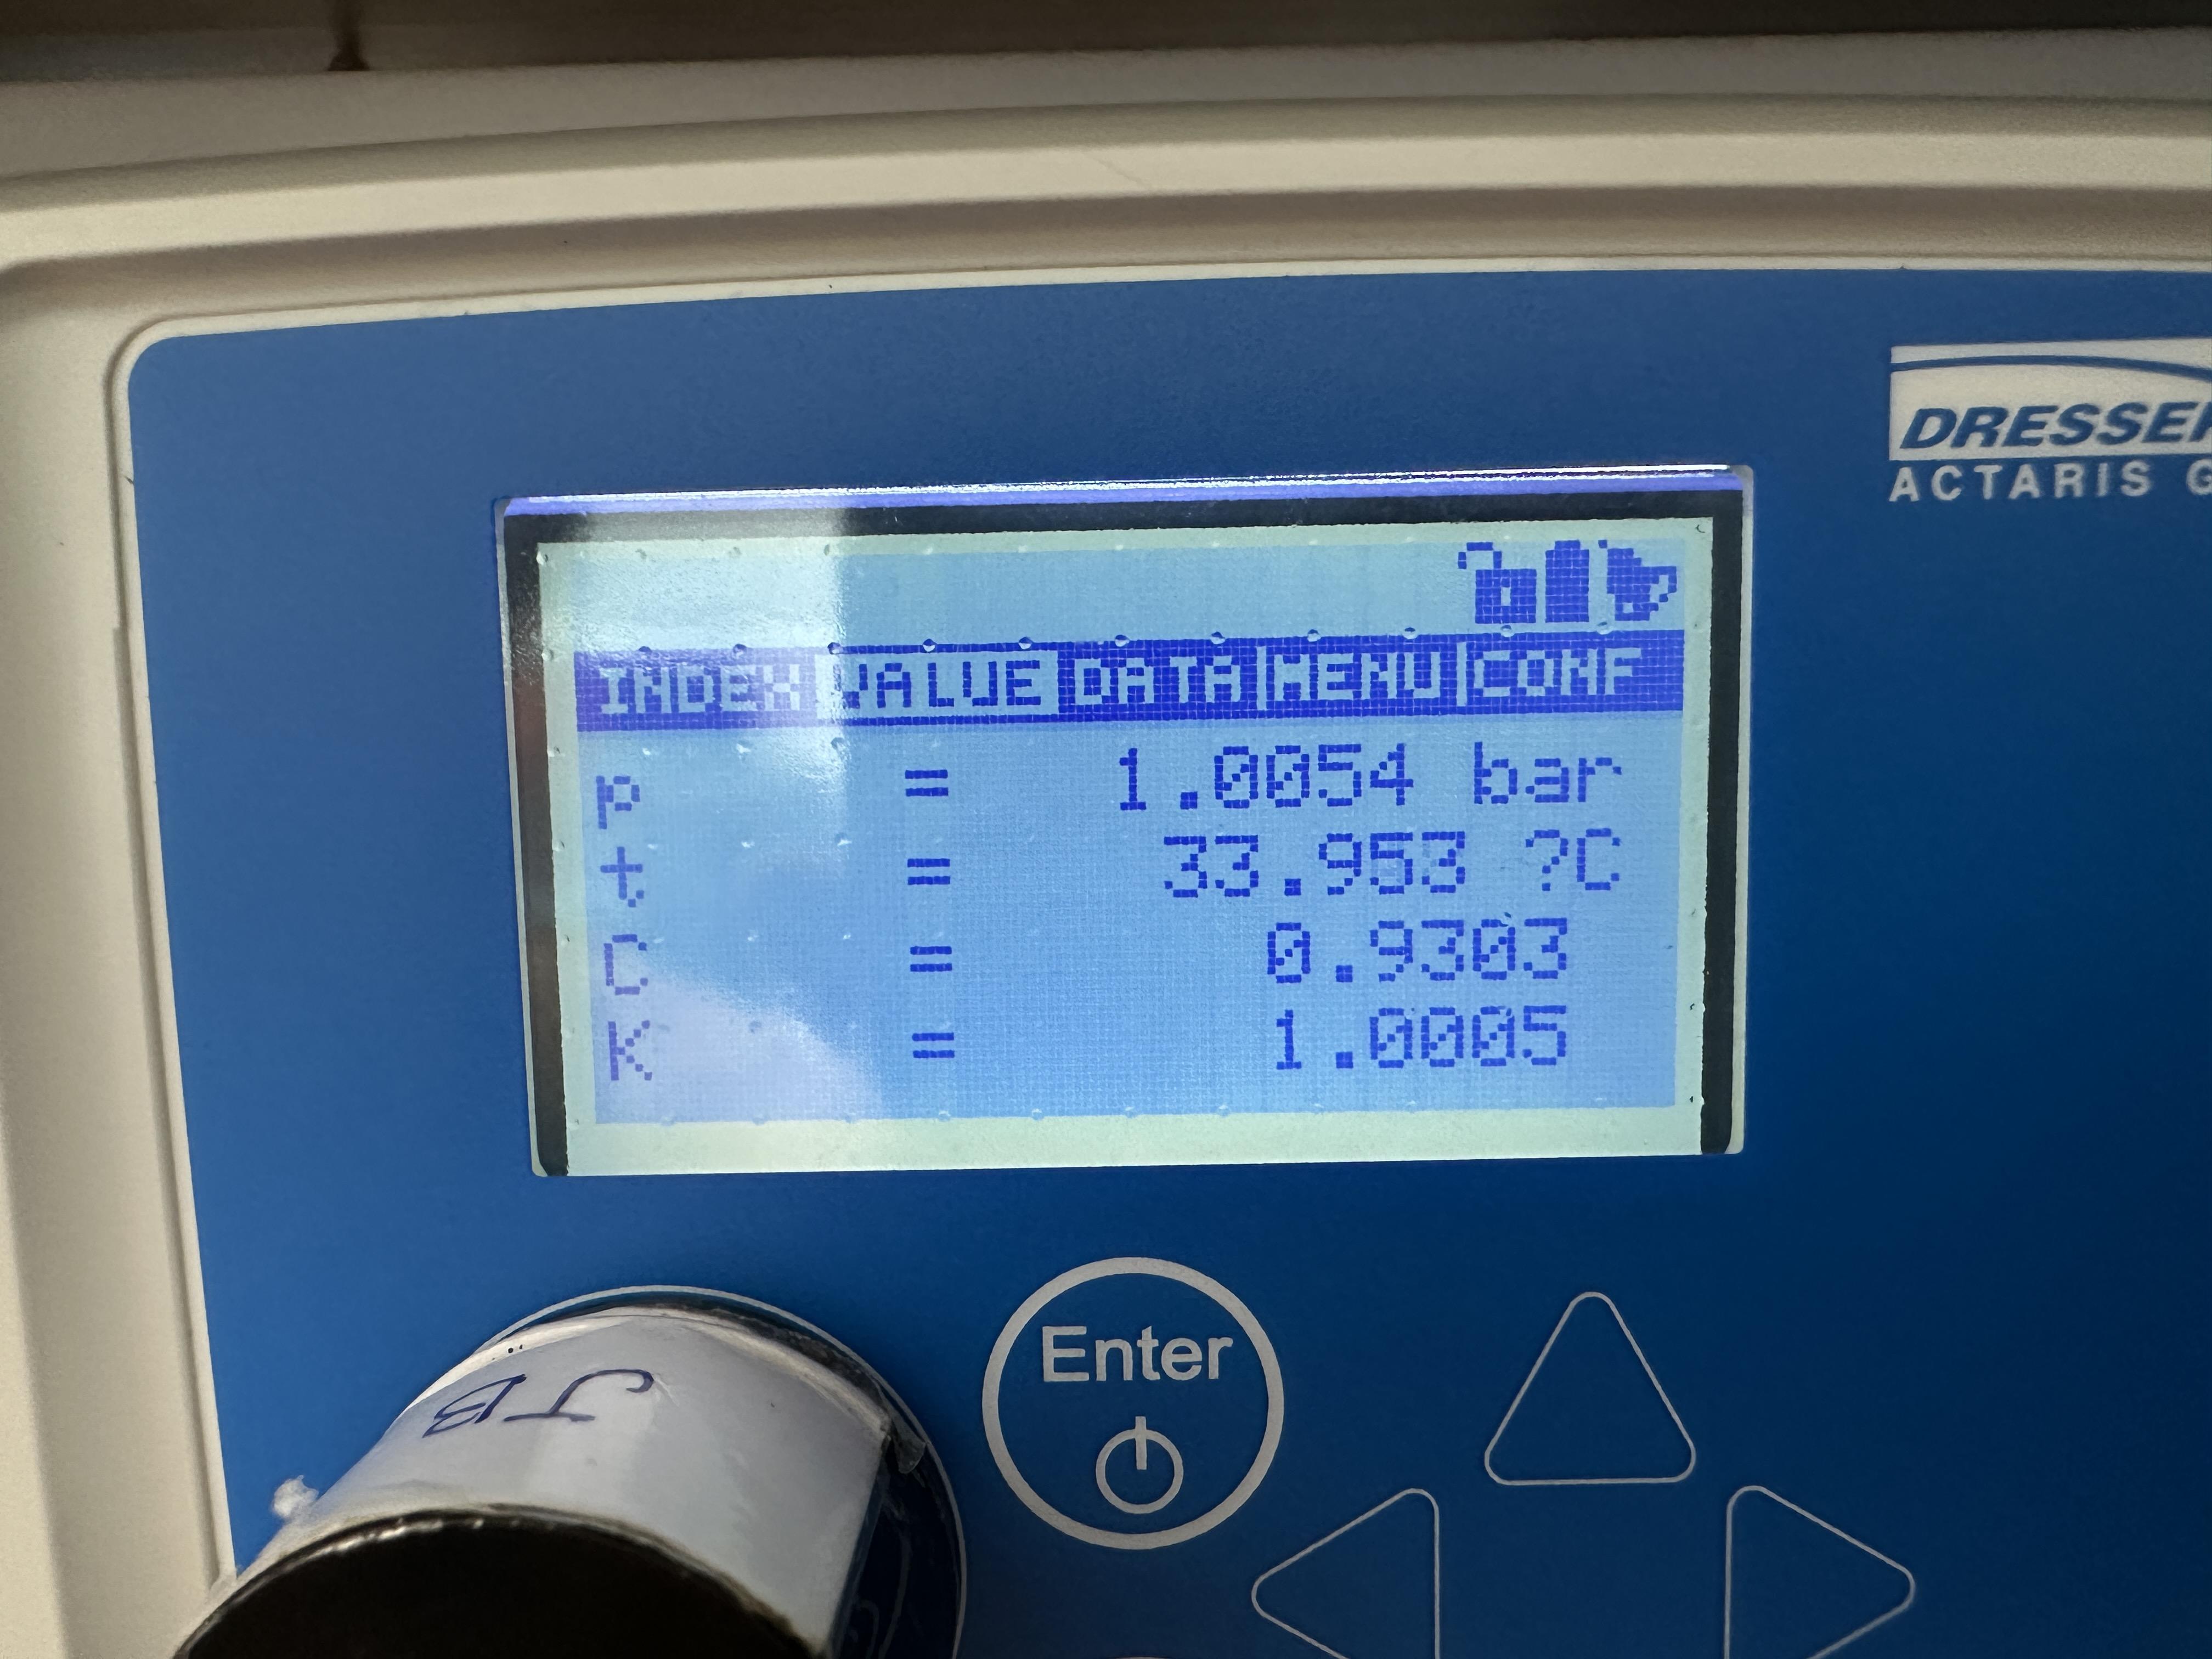 DRESSER
ACTARIS G
INDEX VALUE DATA|MENU|CONF
p = 1.0054 bar
t = 33.953 ?C
C = 0.9303
K = 1.0005
JB
Enter